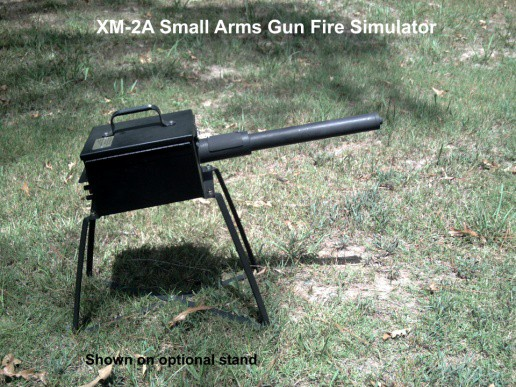 XM-2A Small Arms Gun Fire Simulator
Shown on optional stand